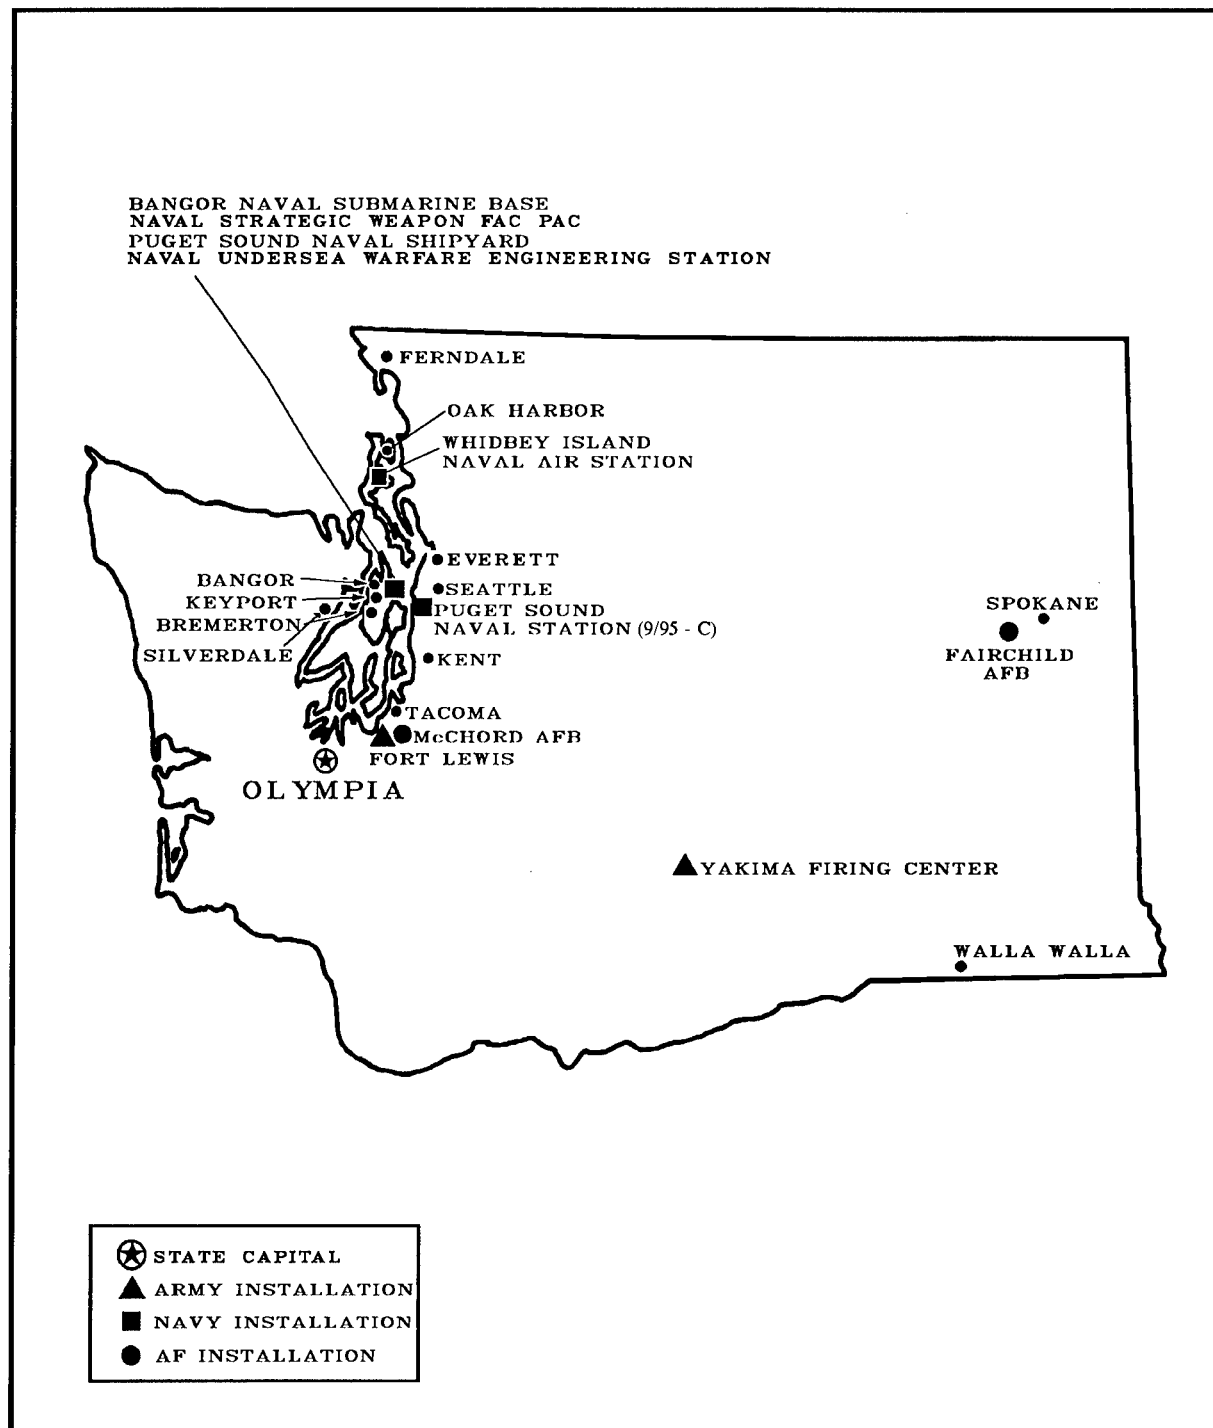 BANGOR NAVAL SUBMARINE BASE
NAVAL STRATEGIC WEAPON FAC PAC
PUGET SOUND NAVAL SHIPYARD
NAVAL UNDERSEA WARFARE ENGINEERING STATION
FERNDALE
OAK HARBOR
WHIDBEY ISLAND
NAVAL AIR STATION
EVERETT
BANGOR
SEATTLE
KEYPORT
PUGET SOUND
NAVAL STATION (9/95 - C)
BREMERTON
SILVERDALE
KENT
SPOKANE
FAIRCHILD
AFB
TACOMA
McCHORD AFB
FORT LEWIS
OLYMPIA
YAKIMA FIRING CENTER
WALLA WALLA
STATE CAPITAL
ARMY INSTALLATION
NAVY INSTALLATION
AF INSTALLATION